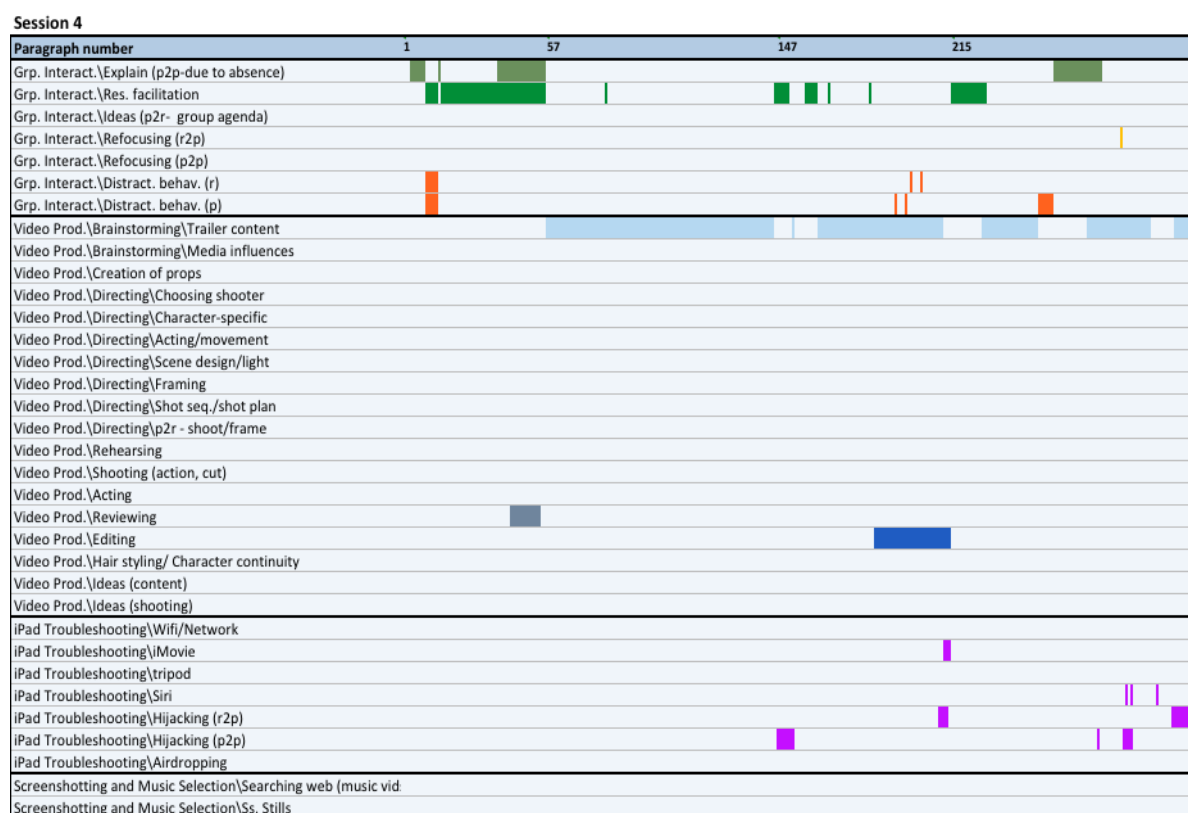 Session 4
Paragraph number 1 57 147 215
Grp. Interact.\Explain (p2p-due to absence)
Grp. Interact.\Res. facilitation
Grp. Interact.\Ideas (p2r- group agenda)
Grp. Interact.\Refocusing (r2p)
Grp. Interact.\Refocusing (p2p)
Grp. Interact.\Distract. behav. (r)
Grp. Interact.\Distract. behav. (p)
Video Prod.\Brainstorming\Trailer content
Video Prod.\Brainstorming\Media influences
Video Prod.\Creation of props
Video Prod.\Directing\Choosing shooter
Video Prod.\Directing\Character-specific
Video Prod.\Directing\Acting/movement
Video Prod.\Directing\Scene design/light
Video Prod.\Directing\Framing
Video Prod.\Directing\Shot seq./shot plan
Video Prod.\Directing\p2r - shoot/frame
Video Prod.\Rehearsing
Video Prod.\Shooting (action, cut)
Video Prod.\Acting
Video Prod.\Reviewing
Video Prod.\Editing
Video Prod.\Hair styling/ Character continuity
Video Prod.\Ideas (content)
Video Prod.\Ideas (shooting)
iPad Troubleshooting\Wifi/Network
iPad Troubleshooting\iMovie
iPad Troubleshooting\tripod
iPad Troubleshooting\Siri
iPad Troubleshooting\Hijacking (r2p)
iPad Troubleshooting\Hijacking (p2p)
iPad Troubleshooting\Airdropping
Screenshotting and Music Selection\Searching web (music vid
Screenshotting and Music Selection\Ss. Stills